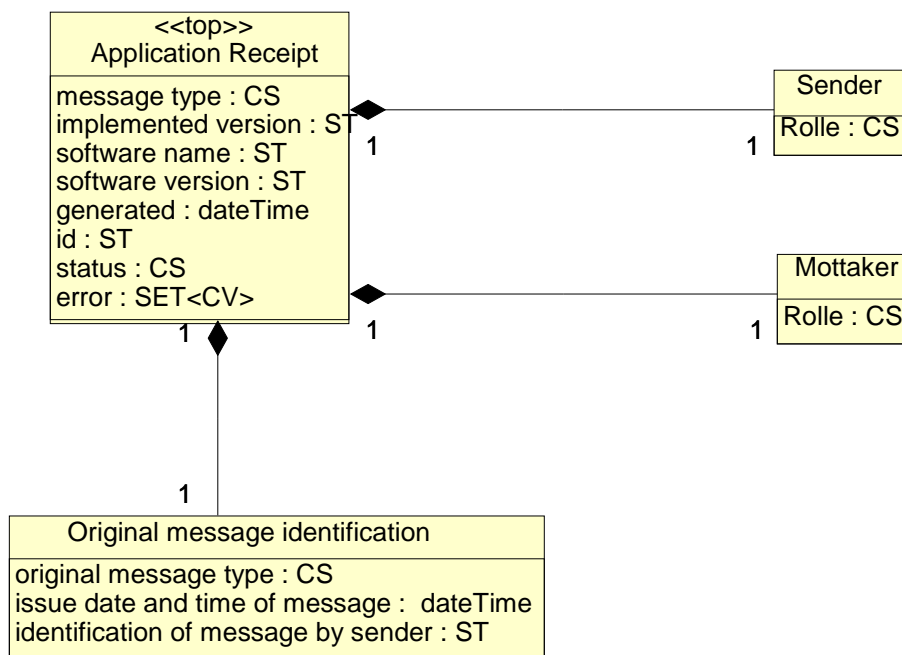 <<top>>
Application Receipt
message type : CS
implemented version : ST
software name : ST
software version : ST
generated : dateTime
id : ST
status : CS
error : SET<CV>
1
1
Sender
Rolle : CS
1
1
Mottaker
Rolle : CS
1
1
Original message identification
original message type : CS
issue date and time of message : dateTime
identification of message by sender : ST